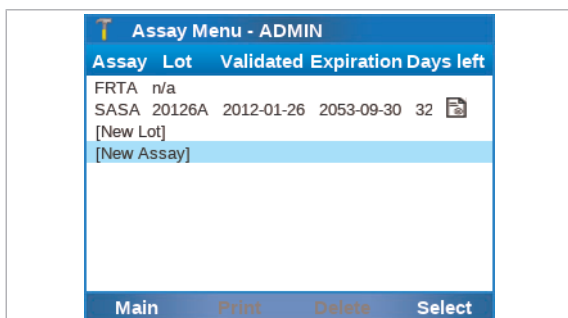 Assay Menu - ADMIN
Assay Lot Validated Expiration Days left
FRTA n/a
SASA 20126A 2012-01-26 2053-09-30 32
[New Lot]
[New Assay]
Main Print Delete Select